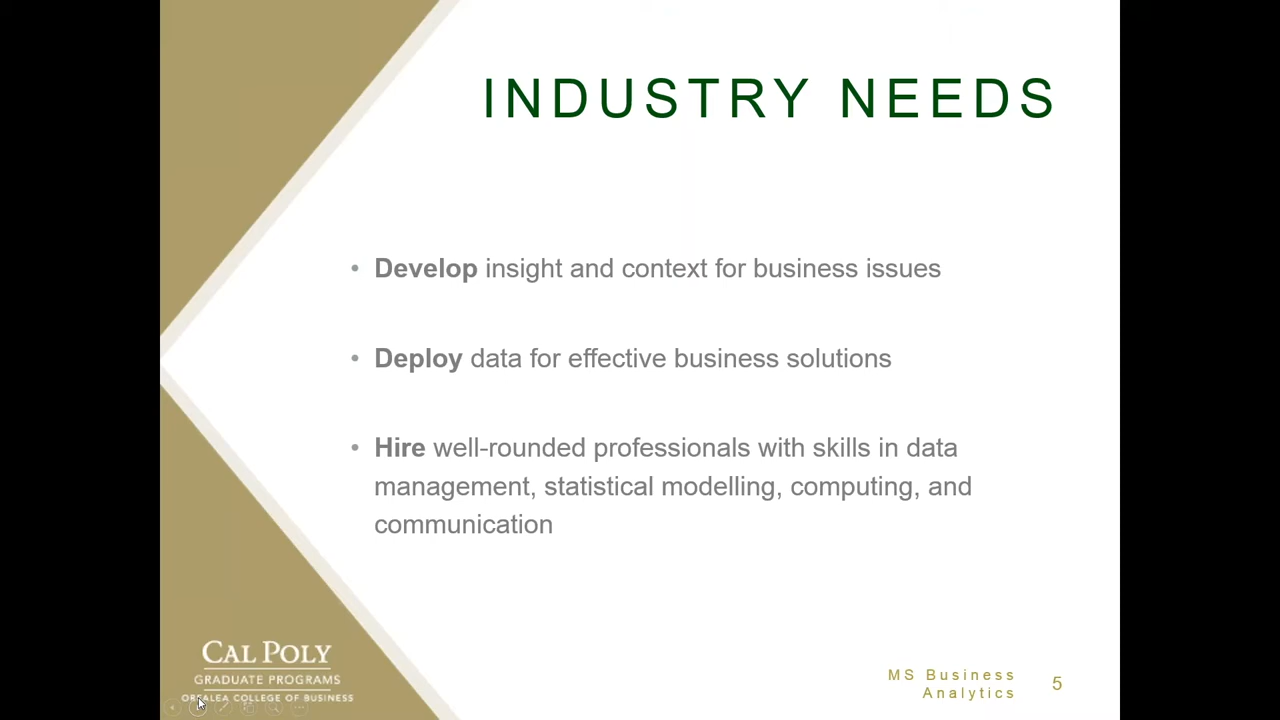 INDUSTRY NEEDS
• Develop insight and context for business issues
• Deploy data for effective business solutions
• Hire well-rounded professionals with skills in data
management, statistical modelling, computing, and
communication
CAL POLY
GRADUATE PROGRAMS
ORFALEA COLLEGE OF BUSINESS
MS Business
Analytics
5